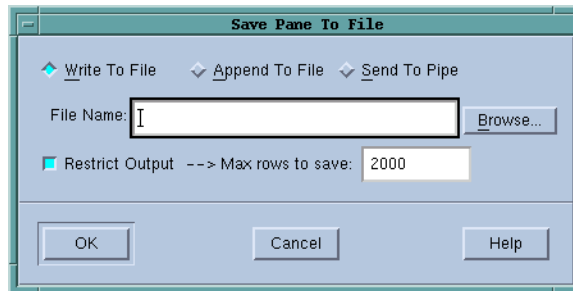 Save Pane To File
Write To File Append To File Send To Pipe
File Name: Browse...
Restrict Output --> Max rows to save: 2000
OK Cancel Help